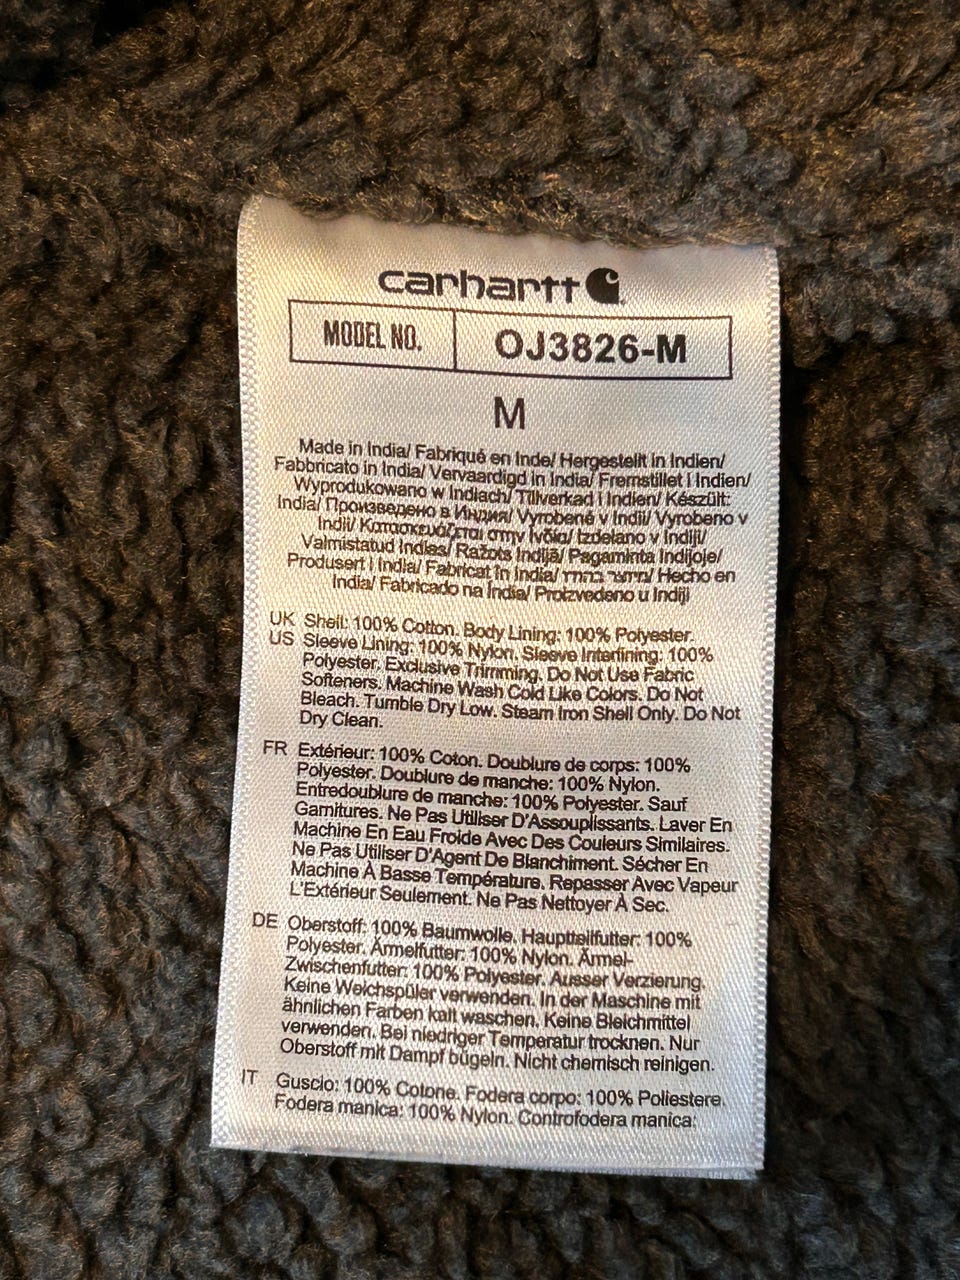 carhartt
MODEL NO. OJ3826-M
M
Made in India/ Fabriqué en Inde/ Hergestellt in Indien/
Fabbricato in India/ Vervaardigd in India/ Fremstillet i Indien/
Wyprodukowano w Indiach/ Tillverkad i Indien/ Készült:
India/ Произведено в Индия/ Vyrobené v Indii/ Vyrobeno v
Indii/ Κατασκευάζεται στην Ινδία/ Izdelano v Indiji/
Valmistatud Indias/ Ražots Indijā/ Pagaminta Indijoje/
Produsert i India/ Fabricat în India/ מיוצר בהודו/ Hecho en
India/ Fabricado na Índia/ Proizvedeno u Indiji
UK Shell: 100% Cotton. Body Lining: 100% Polyester.
US Sleeve Lining: 100% Nylon. Sleeve Interlining: 100%
Polyester. Exclusive Trimming. Do Not Use Fabric
Softeners. Machine Wash Cold Like Colors. Do Not
Bleach. Tumble Dry Low. Steam Iron Shell Only. Do Not
Dry Clean.
FR Extérieur: 100% Coton. Doublure de corps: 100%
Polyester. Doublure de manche: 100% Nylon.
Entredoublure de manche: 100% Polyester. Sauf
Garnitures. Ne Pas Utiliser D'Assouplissants. Laver En
Machine En Eau Froide Avec Des Couleurs Similaires.
Ne Pas Utiliser D'Agent De Blanchiment. Sécher En
Machine À Basse Température. Repasser Avec Vapeur
L'Extérieur Seulement. Ne Pas Nettoyer À Sec.
DE Oberstoff: 100% Baumwolle. Hauptteilfutter: 100%
Polyester. Ärmelfutter: 100% Nylon. Ärmel-
Zwischenfutter: 100% Polyester. Ausser Verzierung.
Keine Weichspüler verwenden. In der Maschine mit
ähnlichen Farben kalt waschen. Keine Bleichmittel
verwenden. Bei niedriger Temperatur trocknen. Nur
Oberstoff mit Dampf bügeln. Nicht chemisch reinigen.
IT Guscio: 100% Cotone. Fodera corpo: 100% Poliestere.
Fodera manica: 100% Nylon. Controfodera manica: